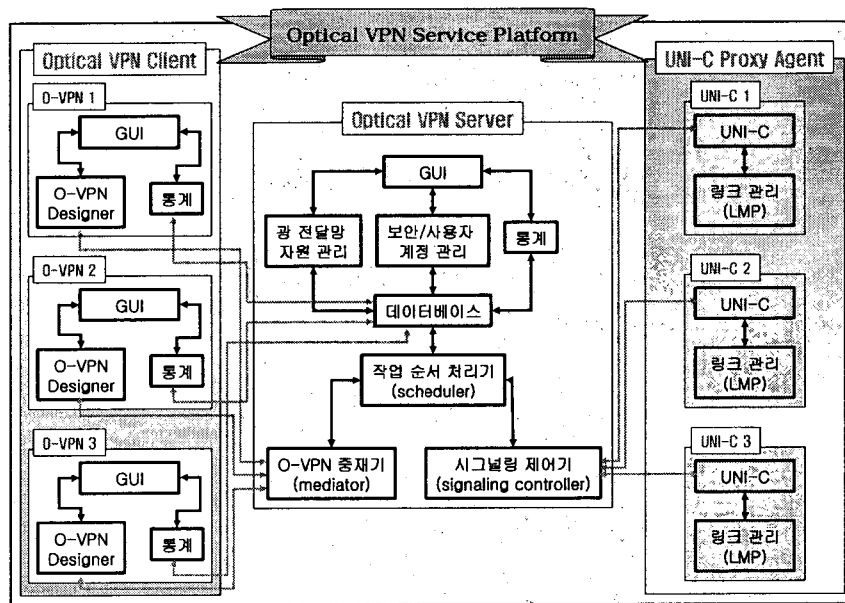 Optical VPN Service Platform
Optical VPN Client
O-VPN 1
GUI
O-VPN
Designer
통계
O-VPN 2
GUI
O-VPN
Designer
통계
O-VPN 3
GUI
O-VPN
Designer
통계
Optical VPN Server
GUI
광 전달망
자원 관리
보안/사용자
계정 관리
통계
데이터베이스
작업 순서 처리기
(scheduler)
O-VPN 중재기
(mediator)
시그널링 제어기
(signaling controller)
UNI-C Proxy Agent
UNI-C 1
UNI-C
링크 관리
(LMP)
UNI-C 2
UNI-C
링크 관리
(LMP)
UNI-C 3
UNI-C
링크 관리
(LMP)